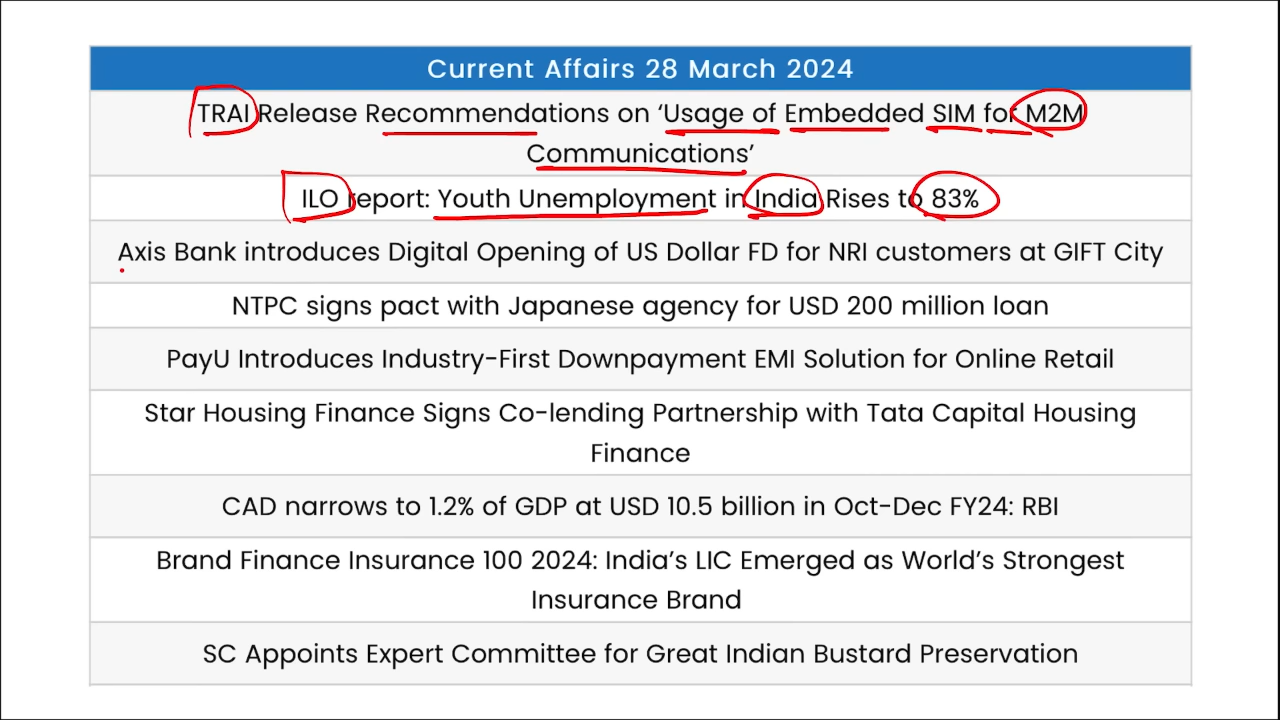 Current Affairs 28 March 2024
TRAI Release Recommendations on ‘Usage of Embedded SIM for M2M
Communications’
ILO report: Youth Unemployment in India Rises to 83%
Axis Bank introduces Digital Opening of US Dollar FD for NRI customers at GIFT City
NTPC signs pact with Japanese agency for USD 200 million loan
PayU Introduces Industry-First Downpayment EMI Solution for Online Retail
Star Housing Finance Signs Co-lending Partnership with Tata Capital Housing
Finance
CAD narrows to 1.2% of GDP at USD 10.5 billion in Oct-Dec FY24: RBI
Brand Finance Insurance 100 2024: India’s LIC Emerged as World’s Strongest
Insurance Brand
SC Appoints Expert Committee for Great Indian Bustard Preservation